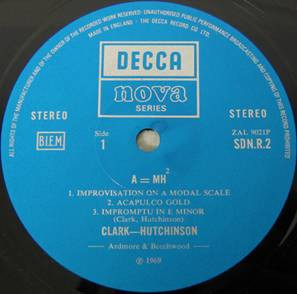 ALL RIGHTS OF THE MANUFACTURER AND OF THE OWNER OF THE RECORDED WORK RESERVED. UNAUTHORISED PUBLIC PERFORMANCE BROADCASTING AND COPYING OF THIS RECORD PROHIBITED
MADE IN ENGLAND. THE DECCA RECORD CO. LTD.
DECCA
nova
SERIES
STEREO
STEREO
BIEM
Side
1
ZAL 9021P
SDN.R.2
A=MH2
1. IMPROVISATION ON A MODAL SCALE
2. ACAPULCO GOLD
3. IMPROMPTU IN E MINOR
(Clark, Hutchinson)
CLARK—HUTCHINSON
Ardmore & Beechwood
℗ 1969